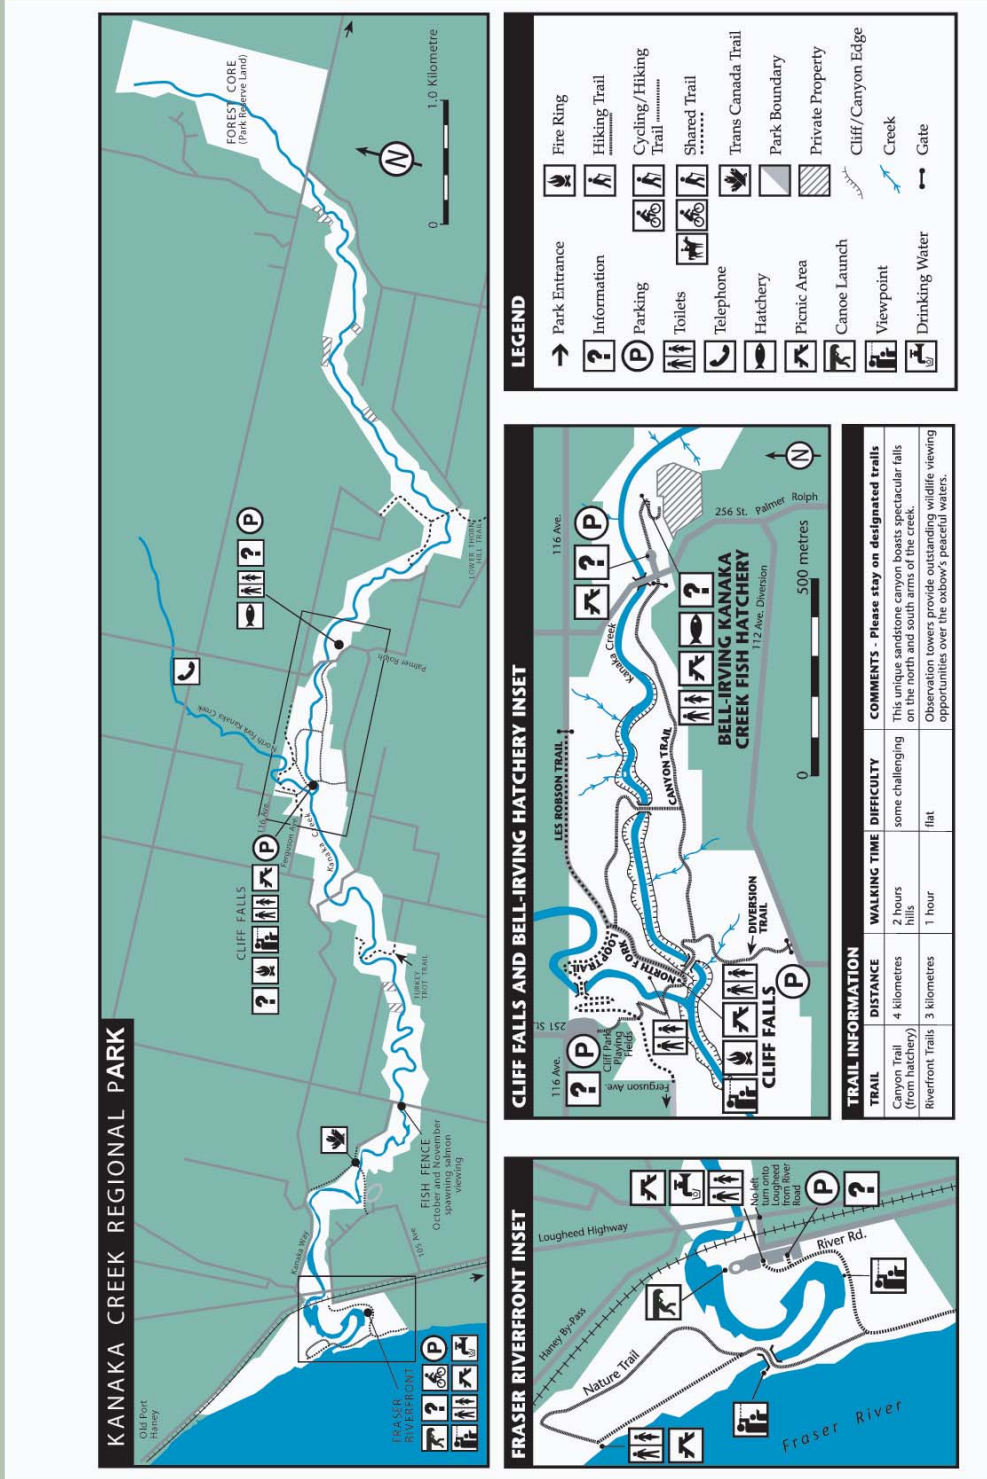 KANAKA CREEK REGIONAL PARK
Old Port
Haney
FRASER
RIVERFRONT
?
P
Kanaka Way
105 Ave
FISH FENCE
October and November
spawning salmon
viewing
TURKEY
TROT TRAIL
CLIFF FALLS
?
P
116 Ave.
Ferguson Ave.
Kanaka Creek
North Fork Kanaka Creek
?
P
Palmer Rolph
LOWER THORN
HILL TRAIL
FOREST CORE
(Park Reserve Land)
N
0
1.0 Kilometre
FRASER RIVERFRONT INSET
Haney By-Pass
Lougheed Highway
Nature Trail
Fraser River
No left
turn onto
Lougheed
from River
Road
P
?
River Rd.
CLIFF FALLS AND BELL-IRVING HATCHERY INSET
116 Ave.
251 St.
?
P
Cliff Park
Playing
Fields
Ferguson Ave.
NORTH FORK
LOOP TRAIL
LES ROBSON TRAIL
Kanaka Creek
CANYON TRAIL
116 Ave.
?
P
?
BELL-IRVING KANAKA
CREEK FISH HATCHERY
256 St.
Palmer Rolph
112 Ave. Diversion
DIVERSION
TRAIL
CLIFF FALLS
P
0
500 metres
N
TRAIL INFORMATION
TRAIL DISTANCE WALKING TIME DIFFICULTY COMMENTS - Please stay on designated trails
Canyon Trail 4 kilometres 2 hours some challenging This unique sandstone canyon boasts spectacular falls
(from hatchery) hills on the north and south arms of the creek.
Riverfront Trails 3 kilometres 1 hour flat Observation towers provide outstanding wildlife viewing
opportunities over the oxbow's peaceful waters.
LEGEND
Park Entrance
? Information
P Parking
Toilets
Telephone
Hatchery
Picnic Area
Canoe Launch
Viewpoint
Drinking Water
Fire Ring
Hiking Trail
Cycling/Hiking
Trail
Shared Trail
Trans Canada Trail
Park Boundary
Private Property
Cliff/Canyon Edge
Creek
Gate